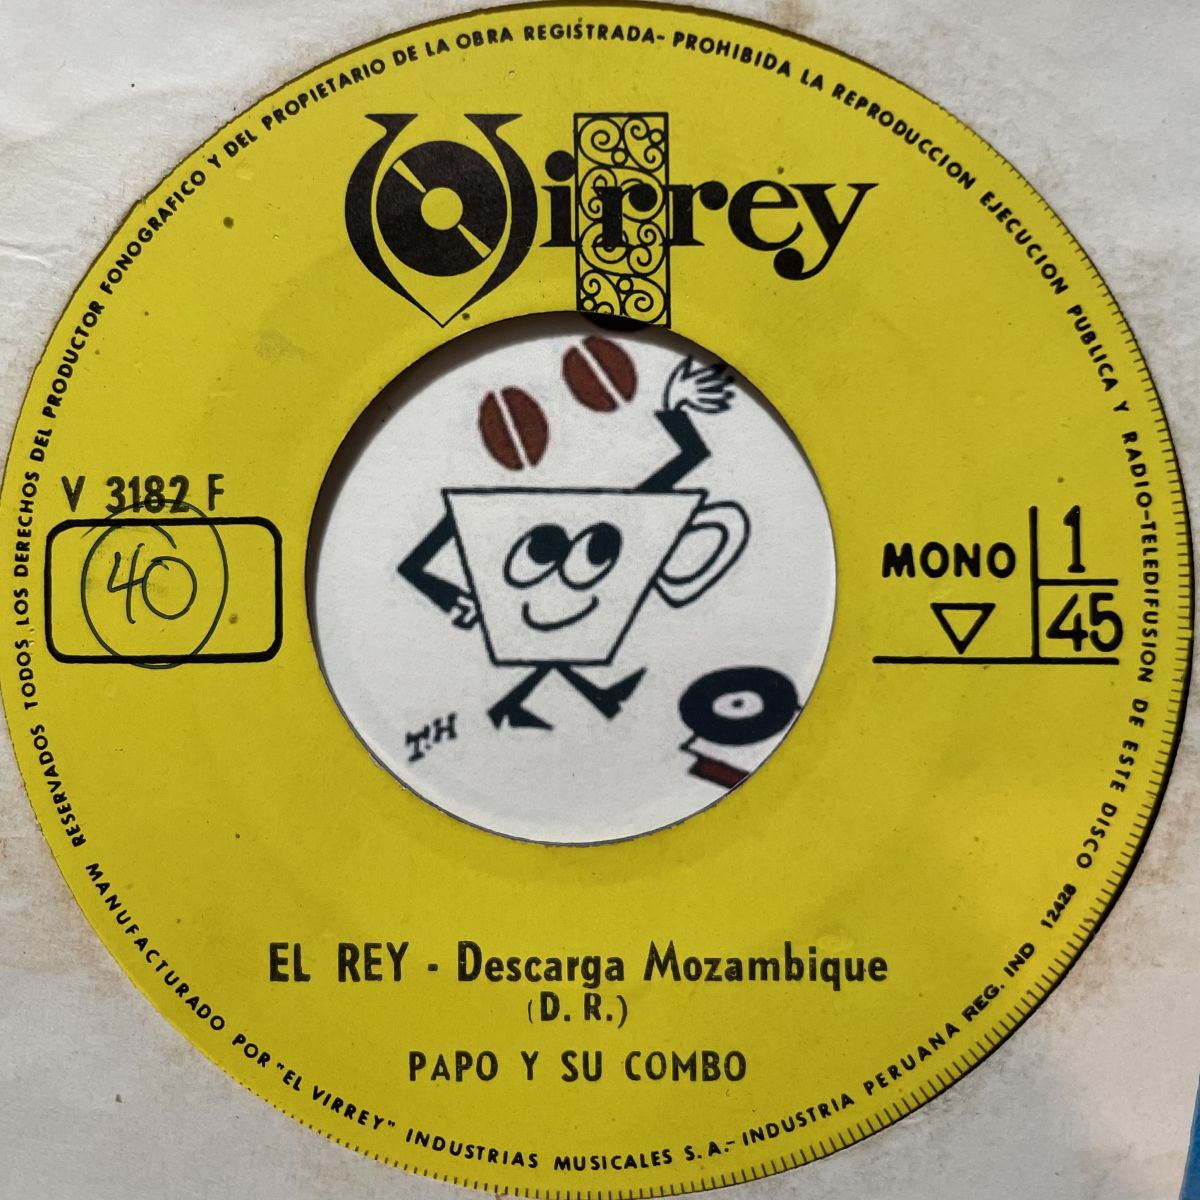 TODOS LOS DERECHOS DEL PRODUCTOR FONOGRAFICO Y DEL PROPIETARIO DE LA OBRA REGISTRADA- PROHIBIDA LA REPRODUCCION EJECUCION PUBLICA Y RADIO-TELEDIFUSION DE ESTE DISCO
RESERVADOS
Virrey
V 3182 F
40
MONO
1
45
T.H
EL REY - Descarga Mozambique
(D. R.)
PAPO Y SU COMBO
MANUFACTURADO POR "EL VIRREY" INDUSTRIAS MUSICALES S. A.- INDUSTRIA PERUANA REG. IND 12428